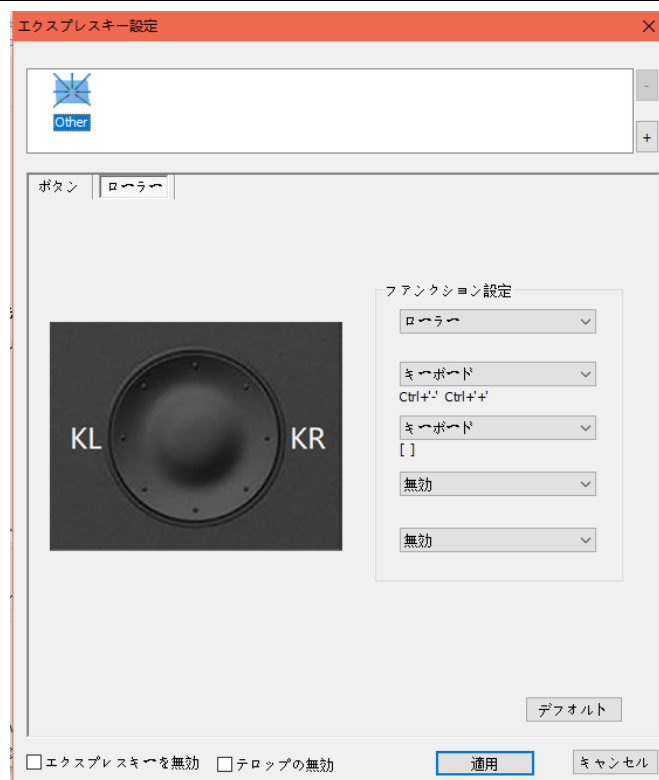 エクスプレスキー設定
Other
-
+
ボタン
ローラー
ファンクション設定
ローラー
キーボード
Ctrl+'-' Ctrl+'+'
キーボード
[ ]
無効
無効
KL
KR
デフォルト
エクスプレスキーを無効
テロップの無効
適用
キャンセル